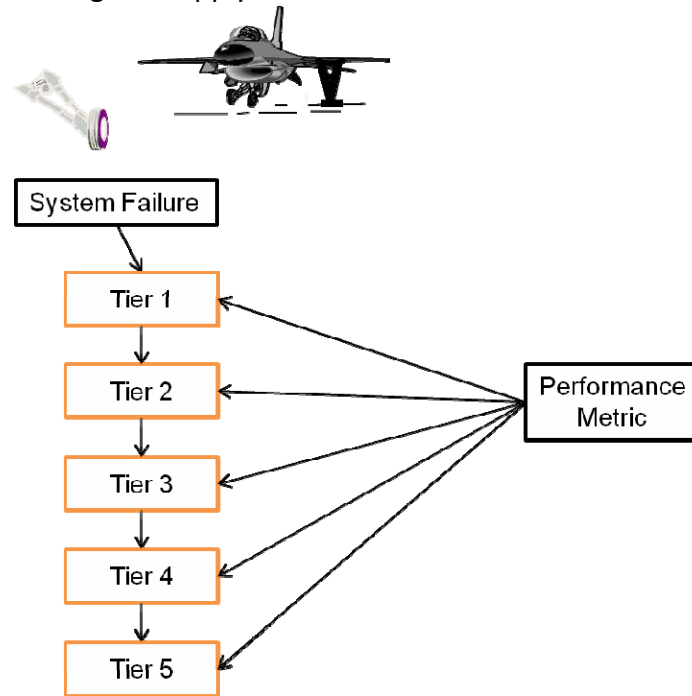 System Failure
Tier 1
Tier 2
Performance
Metric
Tier 3
Tier 4
Tier 5